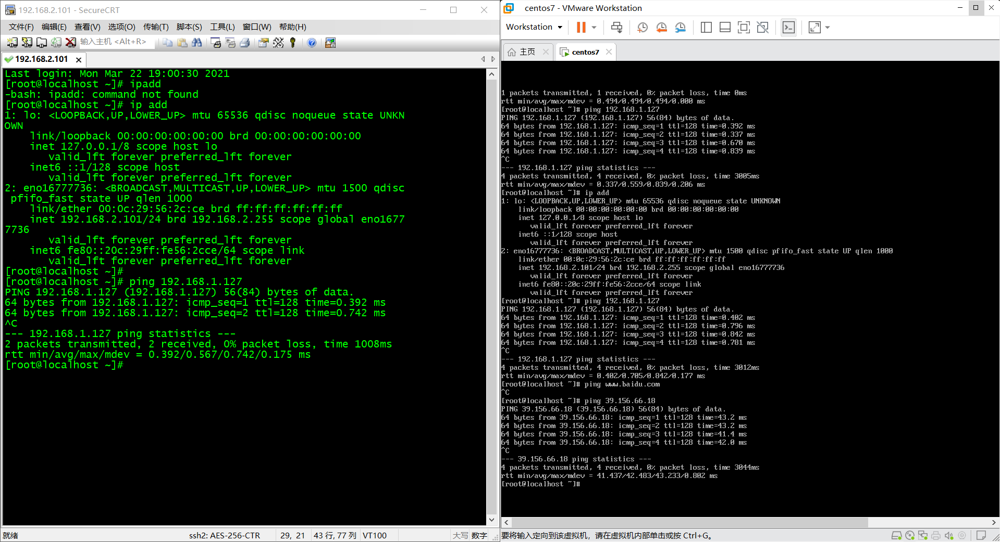 192.168.2.101 - SecureCRT
文件(F) 编辑(E) 查看(V) 选项(O) 传输(T) 脚本(S) 工具(L) 窗口(W) 帮助(H)
输入主机 <Alt+R>
192.168.2.101
Last login: Mon Mar 22 19:00:30 2021
[root@localhost ~]# ipadd
-bash: ipadd: command not found
[root@localhost ~]# ip add
1: lo: <LOOPBACK,UP,LOWER_UP> mtu 65536 qdisc noqueue state UNKN
OWN
    link/loopback 00:00:00:00:00:00 brd 00:00:00:00:00:00
    inet 127.0.0.1/8 scope host lo
       valid_lft forever preferred_lft forever
    inet6 ::1/128 scope host
       valid_lft forever preferred_lft forever
2: eno16777736: <BROADCAST,MULTICAST,UP,LOWER_UP> mtu 1500 qdisc
 pfifo_fast state UP qlen 1000
    link/ether 00:0c:29:56:2c:ce brd ff:ff:ff:ff:ff:ff
    inet 192.168.2.101/24 brd 192.168.2.255 scope global eno1677
7736
       valid_lft forever preferred_lft forever
    inet6 fe80::20c:29ff:fe56:2cce/64 scope link
       valid_lft forever preferred_lft forever
[root@localhost ~]#
[root@localhost ~]# ping 192.168.1.127
PING 192.168.1.127 (192.168.1.127) 56(84) bytes of data.
64 bytes from 192.168.1.127: icmp_seq=1 ttl=128 time=0.392 ms
64 bytes from 192.168.1.127: icmp_seq=2 ttl=128 time=0.742 ms
^C
--- 192.168.1.127 ping statistics ---
2 packets transmitted, 2 received, 0% packet loss, time 1008ms
rtt min/avg/max/mdev = 0.392/0.567/0.742/0.175 ms
[root@localhost ~]#
就绪 ssh2: AES-256-CTR 29, 21 43 行, 77 列 VT100 大写 数字
centos7 - VMware Workstation
Workstation
主页 centos7
1 packets transmitted, 1 received, 0% packet loss, time 0ms
rtt min/avg/max/mdev = 0.494/0.494/0.494/0.000 ms
[root@localhost ~]# ping 192.168.1.127
PING 192.168.1.127 (192.168.1.127) 56(84) bytes of data.
64 bytes from 192.168.1.127: icmp_seq=1 ttl=128 time=0.392 ms
64 bytes from 192.168.1.127: icmp_seq=2 ttl=128 time=0.337 ms
64 bytes from 192.168.1.127: icmp_seq=3 ttl=128 time=0.670 ms
64 bytes from 192.168.1.127: icmp_seq=4 ttl=128 time=0.839 ms
^C
--- 192.168.1.127 ping statistics ---
4 packets transmitted, 4 received, 0% packet loss, time 3005ms
rtt min/avg/max/mdev = 0.337/0.559/0.839/0.206 ms
[root@localhost ~]# ip add
1: lo: <LOOPBACK,UP,LOWER_UP> mtu 65536 qdisc noqueue state UNKNOWN
    link/loopback 00:00:00:00:00:00 brd 00:00:00:00:00:00
    inet 127.0.0.1/8 scope host lo
       valid_lft forever preferred_lft forever
    inet6 ::1/128 scope host
       valid_lft forever preferred_lft forever
2: eno16777736: <BROADCAST,MULTICAST,UP,LOWER_UP> mtu 1500 qdisc pfifo_fast state UP qlen 1000
    link/ether 00:0c:29:56:2c:ce brd ff:ff:ff:ff:ff:ff
    inet 192.168.2.101/24 brd 192.168.2.255 scope global eno16777736
       valid_lft forever preferred_lft forever
    inet6 fe80::20c:29ff:fe56:2cce/64 scope link
       valid_lft forever preferred_lft forever
[root@localhost ~]# ping 192.168.1.127
PING 192.168.1.127 (192.168.1.127) 56(84) bytes of data.
64 bytes from 192.168.1.127: icmp_seq=1 ttl=128 time=0.402 ms
64 bytes from 192.168.1.127: icmp_seq=2 ttl=128 time=0.796 ms
64 bytes from 192.168.1.127: icmp_seq=3 ttl=128 time=0.842 ms
64 bytes from 192.168.1.127: icmp_seq=4 ttl=128 time=0.781 ms
^C
--- 192.168.1.127 ping statistics ---
4 packets transmitted, 4 received, 0% packet loss, time 3012ms
rtt min/avg/max/mdev = 0.402/0.705/0.842/0.177 ms
[root@localhost ~]# ping www.baidu.com
^C
[root@localhost ~]# ping 39.156.66.18
PING 39.156.66.18 (39.156.66.18) 56(84) bytes of data.
64 bytes from 39.156.66.18: icmp_seq=1 ttl=128 time=43.2 ms
64 bytes from 39.156.66.18: icmp_seq=2 ttl=128 time=43.2 ms
64 bytes from 39.156.66.18: icmp_seq=3 ttl=128 time=41.4 ms
64 bytes from 39.156.66.18: icmp_seq=4 ttl=128 time=42.0 ms
^C
--- 39.156.66.18 ping statistics ---
4 packets transmitted, 4 received, 0% packet loss, time 3044ms
rtt min/avg/max/mdev = 41.437/42.483/43.233/0.802 ms
[root@localhost ~]#
要将输入定向到该虚拟机，请在虚拟机内部单击或按 Ctrl+G。